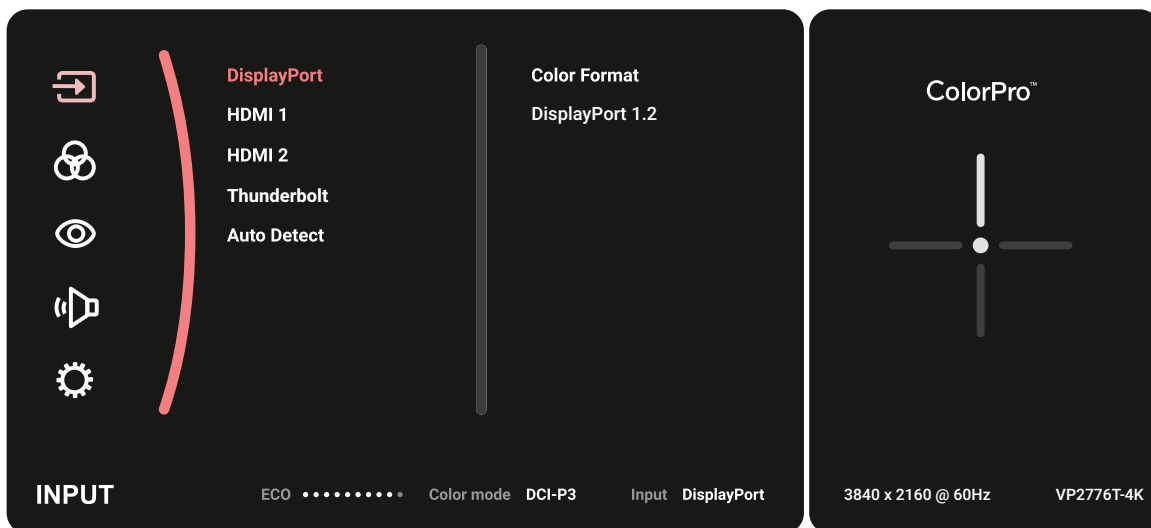 DisplayPort
HDMI 1
HDMI 2
Thunderbolt
Auto Detect
Color Format
DisplayPort 1.2
ColorPro™
INPUT
ECO
Color mode DCI-P3
Input DisplayPort
3840 x 2160 @ 60Hz
VP2776T-4K